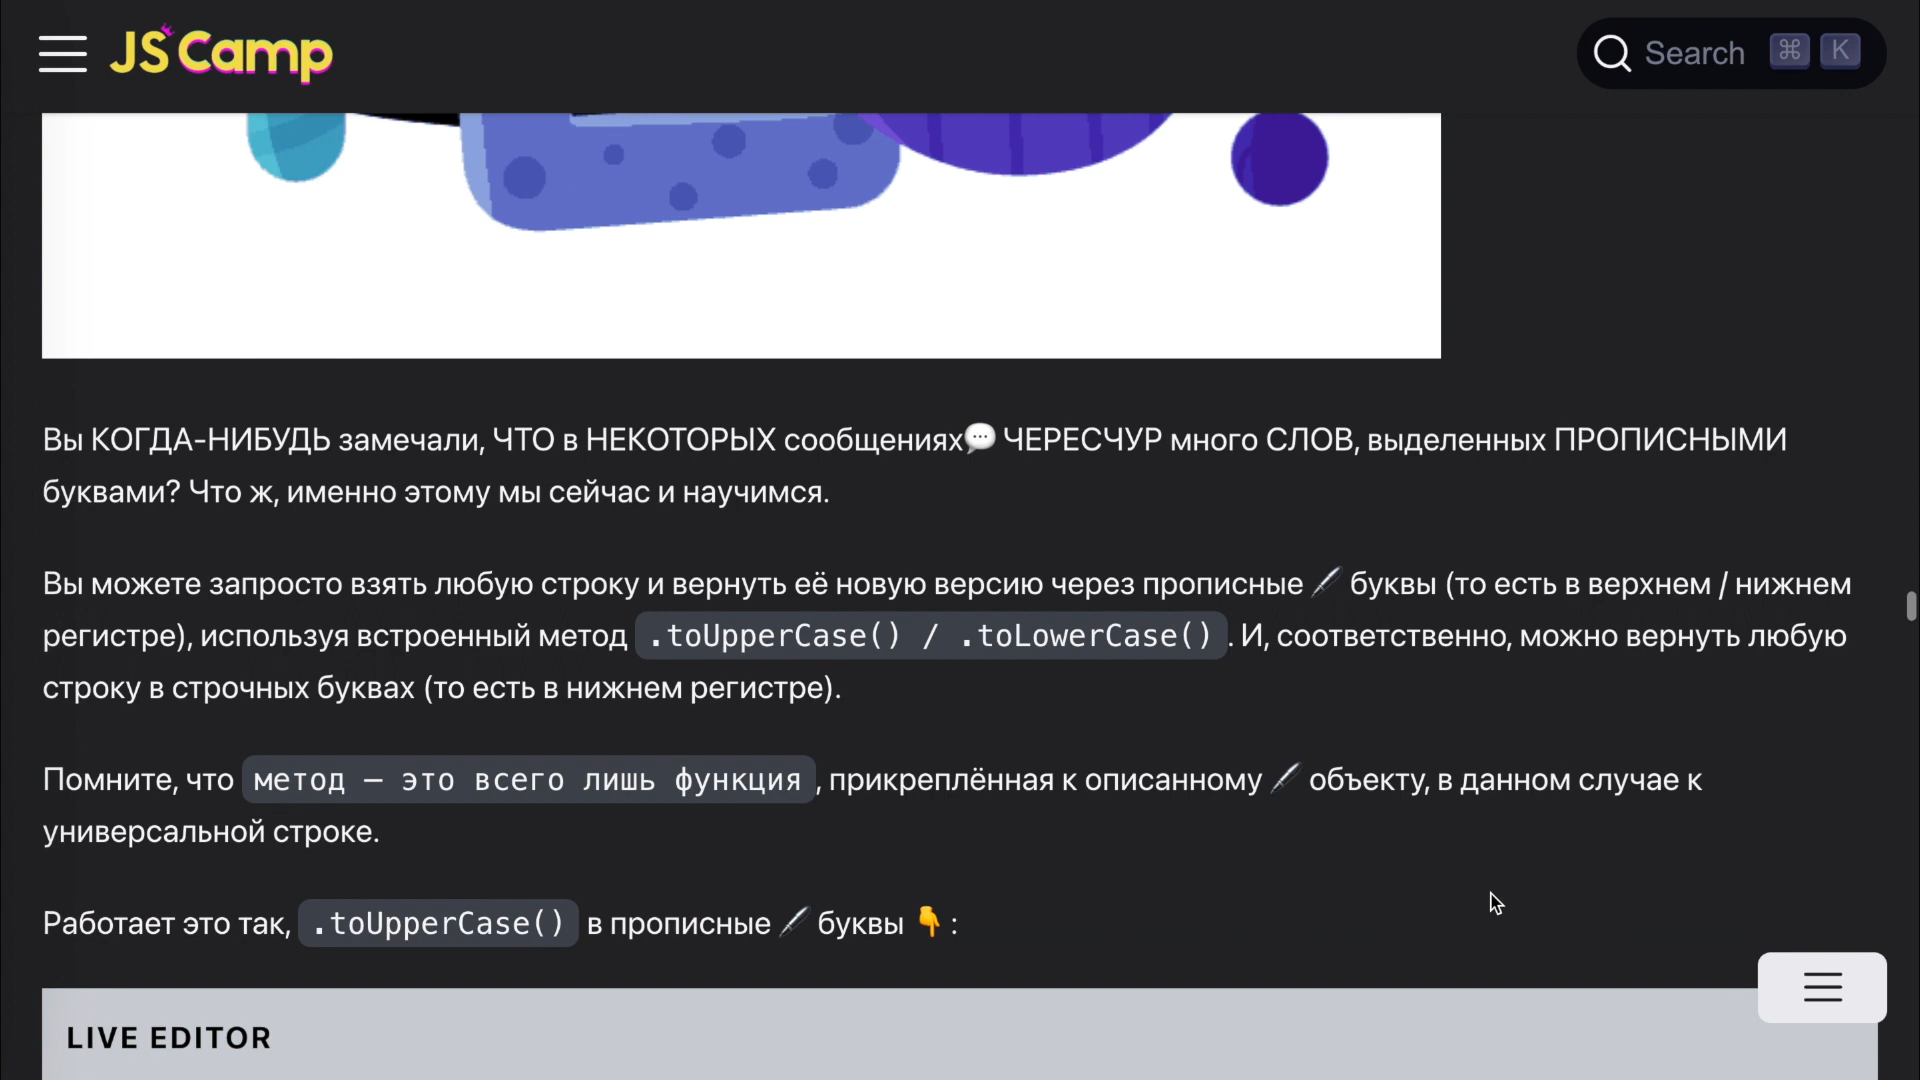 JS Camp
Search ⌘ K
Вы КОГДА-НИБУДЬ замечали, ЧТО в НЕКОТОРЫХ сообщениях💬 ЧЕРЕСЧУР много СЛОВ, выделенных ПРОПИСНЫМИ
буквами? Что ж, именно этому мы сейчас и научимся.
Вы можете запросто взять любую строку и вернуть её новую версию через прописные 🖋 буквы (то есть в верхнем / нижнем
регистре), используя встроенный метод .toUpperCase() / .toLowerCase(). И, соответственно, можно вернуть любую
строку в строчных буквах (то есть в нижнем регистре).
Помните, что метод — это всего лишь функция, прикреплённая к описанному 🖋 объекту, в данном случае к
универсальной строке.
Работает это так, .toUpperCase() в прописные 🖋 буквы 👇 :
LIVE EDITOR